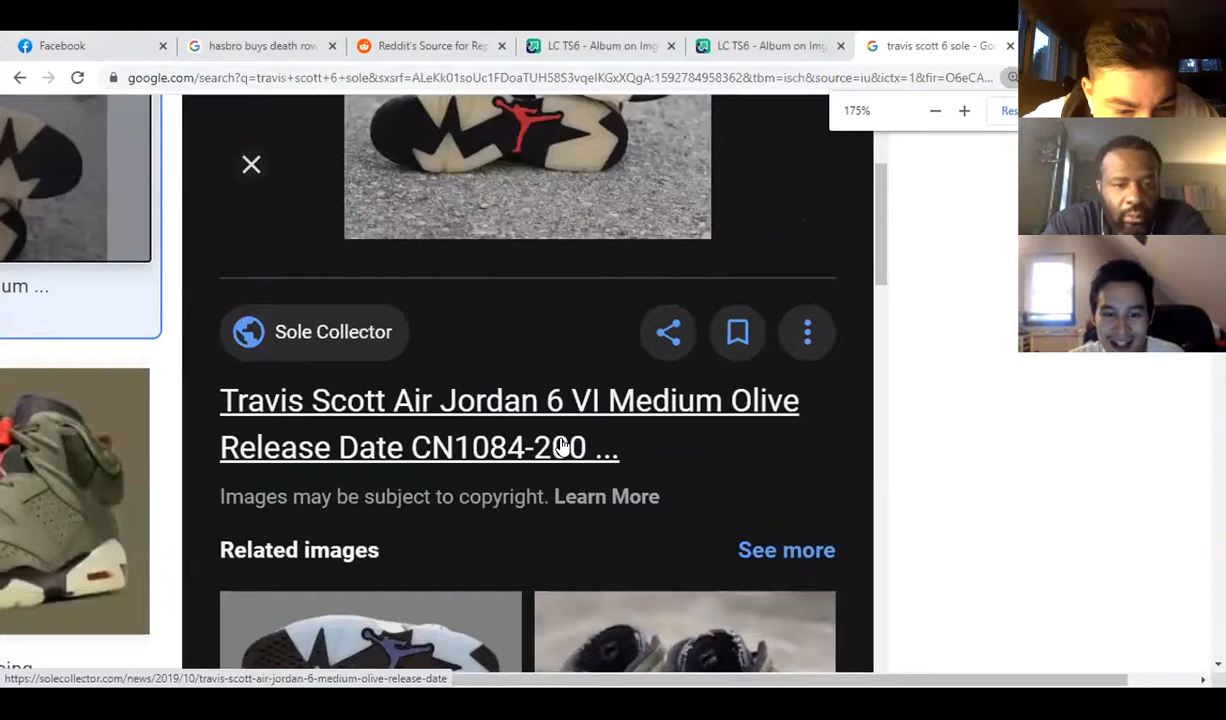 Facebook
hasbro buys death row
Reddit's Source for Rep
LC TS6 - Album on Img
LC TS6 - Album on Img
travis scott 6 sole - Go
google.com/search?q=travis+scott+6+sole&sxsrf=ALeKk01soUc1FDoaTUH58S3vqeIKGxXQgA:1592784958362&tbm=isch&source=iu&ictx=1&fir=O6eCA...
175%
Res
um ...
Sole Collector
Travis Scott Air Jordan 6 VI Medium Olive
Release Date CN1084-200 ...
Images may be subject to copyright. Learn More
Related images
See more
https://solecollector.com/news/2019/10/travis-scott-air-jordan-6-medium-olive-release-date